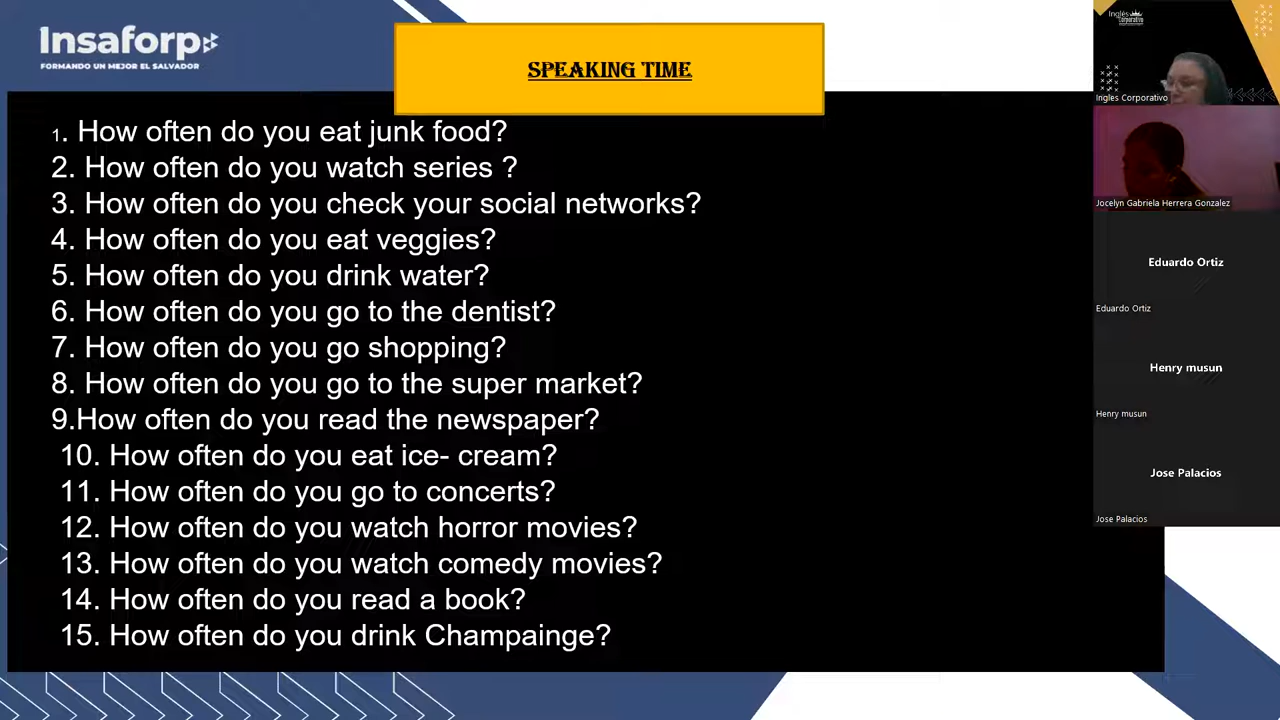 Insaforp
FORMANDO UN MEJOR EL SALVADOR
SPEAKING TIME
1. How often do you eat junk food?
2. How often do you watch series ?
3. How often do you check your social networks?
4. How often do you eat veggies?
5. How often do you drink water?
6. How often do you go to the dentist?
7. How often do you go shopping?
8. How often do you go to the super market?
9.How often do you read the newspaper?
10. How often do you eat ice- cream?
11. How often do you go to concerts?
12. How often do you watch horror movies?
13. How often do you watch comedy movies?
14. How often do you read a book?
15. How often do you drink Champainge?
Inglés
Corporativo
Ingles Corporativo
Jocelyn Gabriela Herrera Gonzalez
Eduardo Ortiz
Eduardo Ortiz
Henry musun
Henry musun
Jose Palacios
Jose Palacios